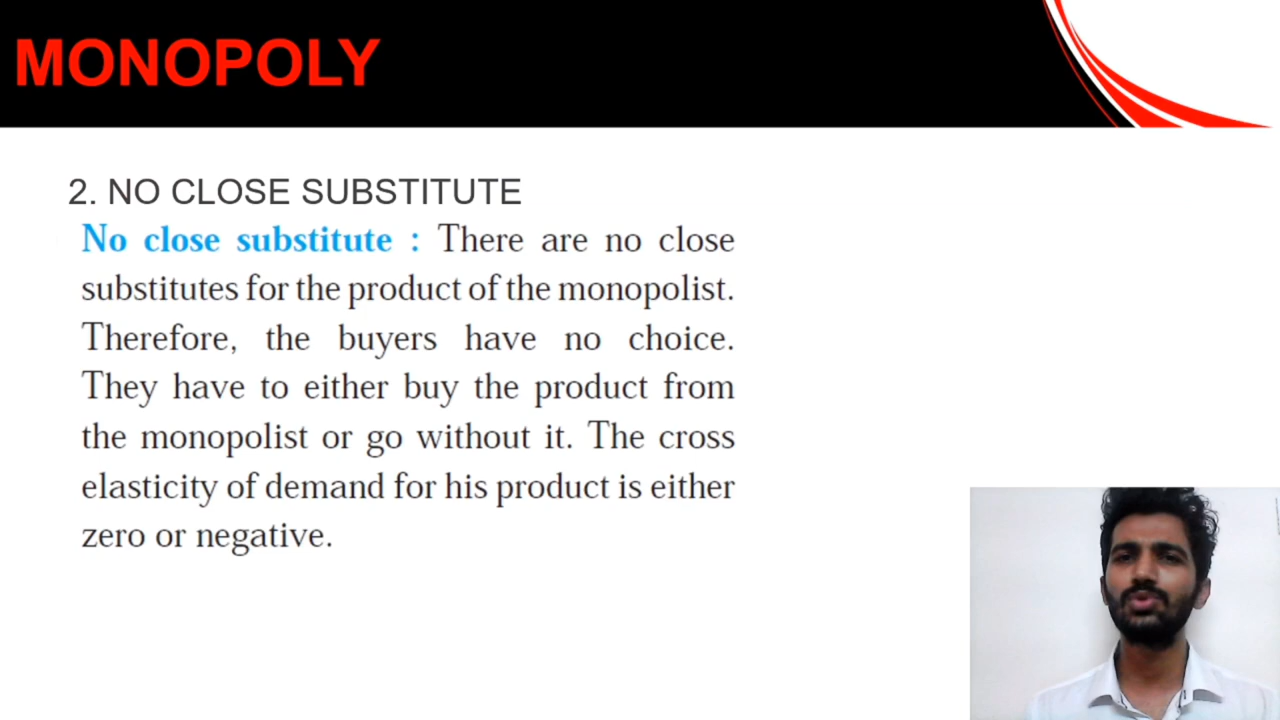 MONOPOLY
2. NO CLOSE SUBSTITUTE
No close substitute : There are no close
substitutes for the product of the monopolist.
Therefore, the buyers have no choice.
They have to either buy the product from
the monopolist or go without it. The cross
elasticity of demand for his product is either
zero or negative.